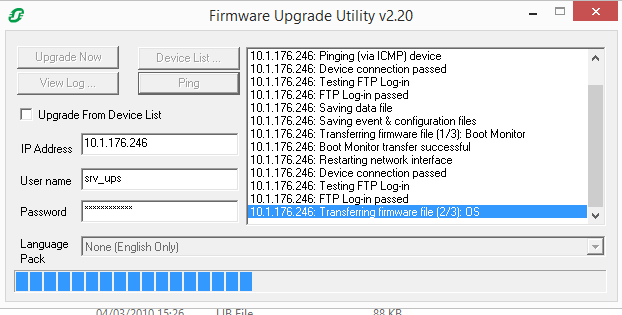 Firmware Upgrade Utility v2.20
Upgrade Now
Device List ...
View Log ...
Ping
Upgrade From Device List
IP Address
10.1.176.246
User name
srv_ups
Password
************
10.1.176.246: Pinging (via ICMP) device
10.1.176.246: Device connection passed
10.1.176.246: Testing FTP Log-in
10.1.176.246: FTP Log-in passed
10.1.176.246: Saving data file
10.1.176.246: Saving event & configuration files
10.1.176.246: Transferring firmware file (1/3): Boot Monitor
10.1.176.246: Boot Monitor transfer successful
10.1.176.246: Restarting network interface
10.1.176.246: Device connection passed
10.1.176.246: Testing FTP Log-in
10.1.176.246: FTP Log-in passed
10.1.176.246: Transferring firmware file (2/3): OS
Language
Pack
None (English Only)
04/03/2010 15:26 LIB File 88 KB